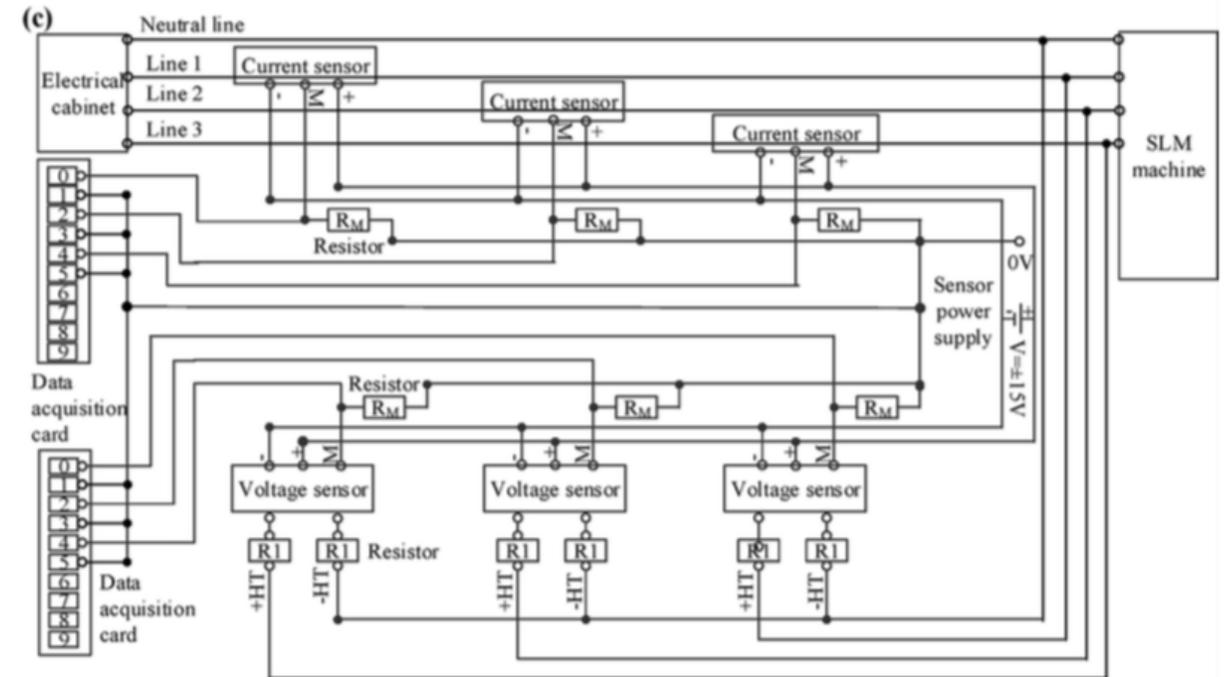 (c)
Neutral line
Electrical
cabinet
Line 1
Line 2
Line 3
Current sensor
- M +
Current sensor
- M +
Current sensor
- M +
SLM
machine
0
1
2
3
4
5
6
7
8
9
Data
acquisition
card
RM
Resistor
RM
RM
0V
Sensor
power
supply
- +
V=∓15V
Resistor
RM
RM
RM
0
1
2
3
4
5
6
7
8
9
Data
acquisition
card
- + M
Voltage sensor
- + M
Voltage sensor
- + M
Voltage sensor
R1
R1
Resistor
R1
R1
R1
R1
+HT
-HT
+HT
-HT
+HT
-HT